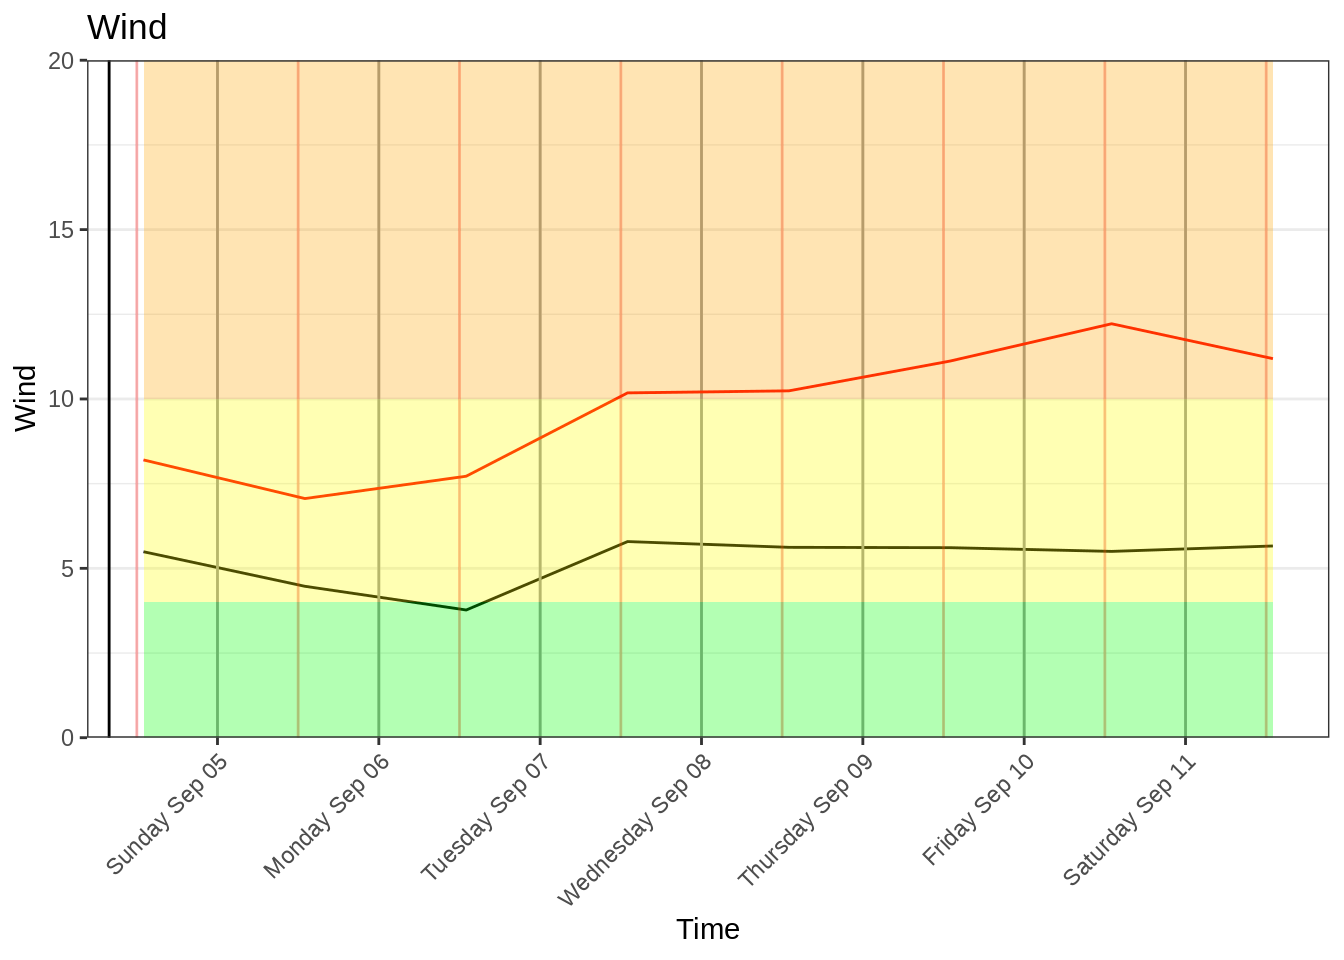 Wind
20
15
10
5
0
Wind
Sunday Sep 05
Monday Sep 06
Tuesday Sep 07
Wednesday Sep 08
Thursday Sep 09
Friday Sep 10
Saturday Sep 11
Time